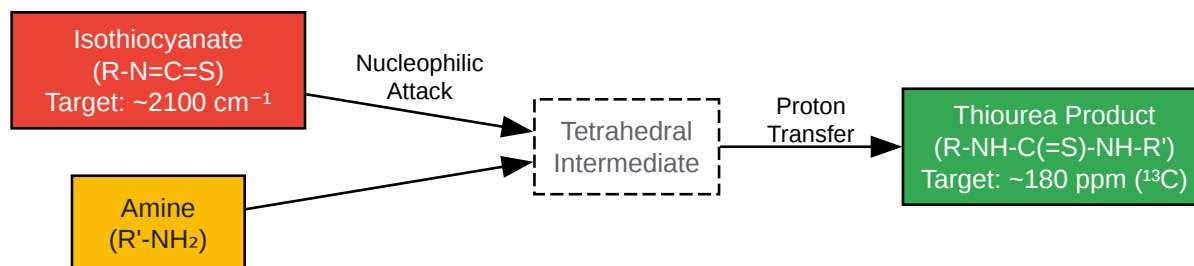 Isothiocyanate
(R-N=C=S)
Target: ~2100 cm⁻¹
Amine
(R'-NH₂)
Nucleophilic
Attack
Tetrahedral
Intermediate
Proton
Transfer
Thiourea Product
(R-NH-C(=S)-NH-R')
Target: ~180 ppm (¹³C)